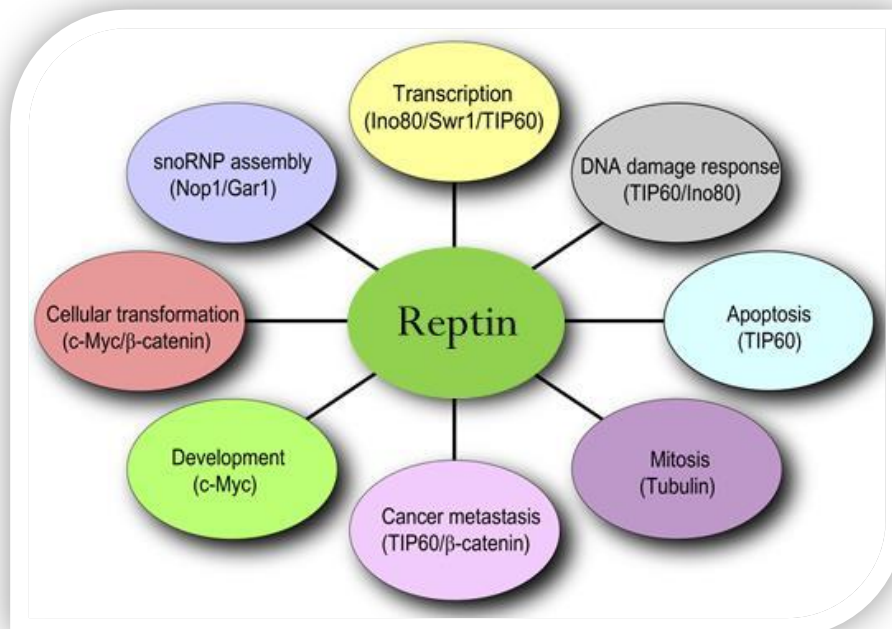 Transcription
(Ino80/Swr1/TIP60)
snoRNP assembly
(Nop1/Gar1)
DNA damage response
(TIP60/Ino80)
Cellular transformation
(c-Myc/β-catenin)
Reptin
Apoptosis
(TIP60)
Development
(c-Myc)
Mitosis
(Tubulin)
Cancer metastasis
(TIP60/β-catenin)